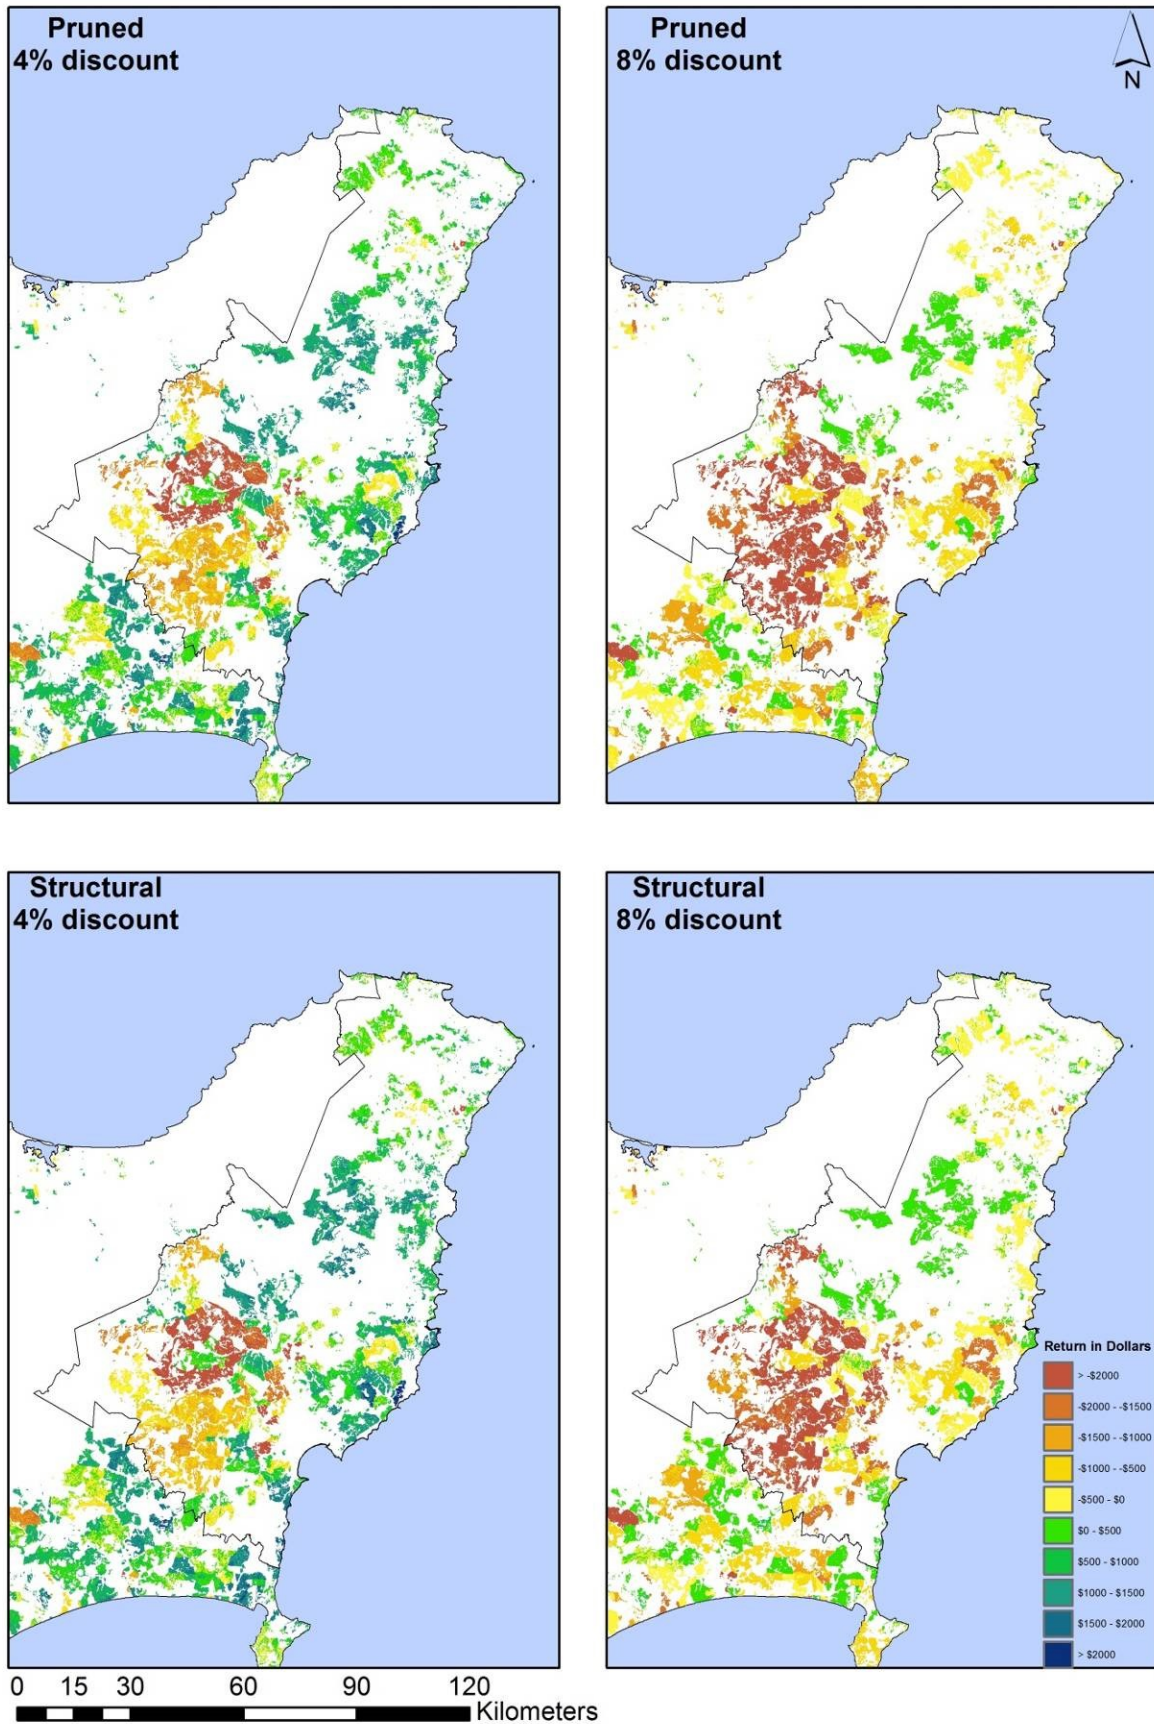 Pruned
4% discount
Pruned
8% discount
N
Structural
4% discount
Structural
8% discount
Return in Dollars
> -$2000
-$2000 - -$1500
-$1500 - -$1000
-$1000 - -$500
-$500 - $0
$0 - $500
$500 - $1000
$1000 - $1500
$1500 - $2000
> $2000
0 15 30 60 90 120
Kilometers